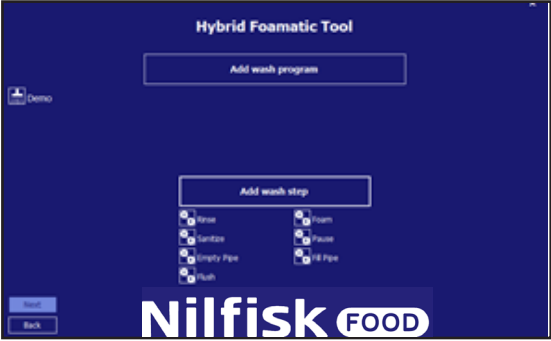 Hybrid Foamatic Tool
Add wash program
Demo
Add wash step
Rinse
Foam
Sanitize
Pause
Empty Pipe
Fill Pipe
Flush
Next
Back
Nilfisk FOOD